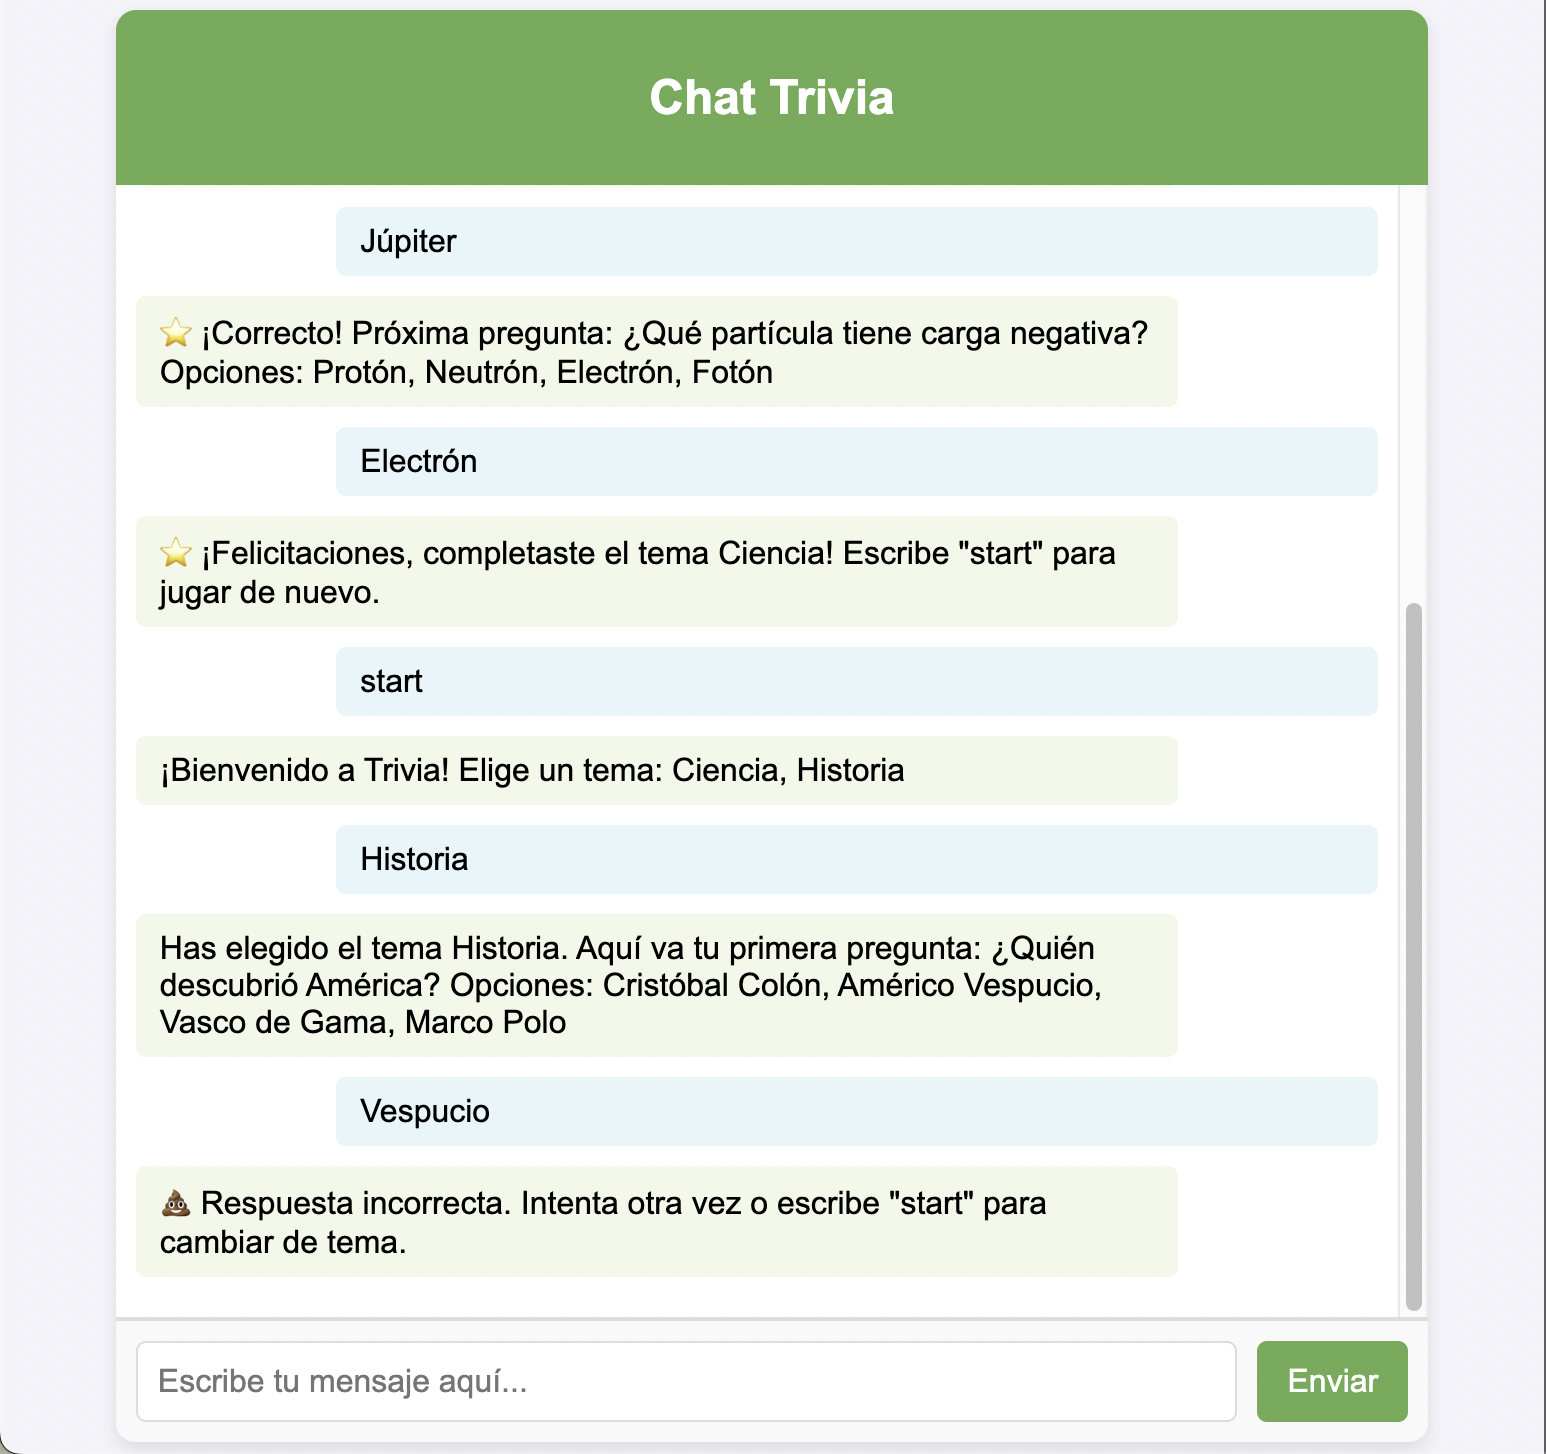 Chat Trivia
Júpiter
⭐ ¡Correcto! Próxima pregunta: ¿Qué partícula tiene carga negativa?
Opciones: Protón, Neutrón, Electrón, Fotón
Electrón
⭐ ¡Felicitaciones, completaste el tema Ciencia! Escribe "start" para
jugar de nuevo.
start
¡Bienvenido a Trivia! Elige un tema: Ciencia, Historia
Historia
Has elegido el tema Historia. Aquí va tu primera pregunta: ¿Quién
descubrió América? Opciones: Cristóbal Colón, Américo Vespucio,
Vasco de Gama, Marco Polo
Vespucio
💩 Respuesta incorrecta. Intenta otra vez o escribe "start" para
cambiar de tema.
Escribe tu mensaje aquí...
Enviar